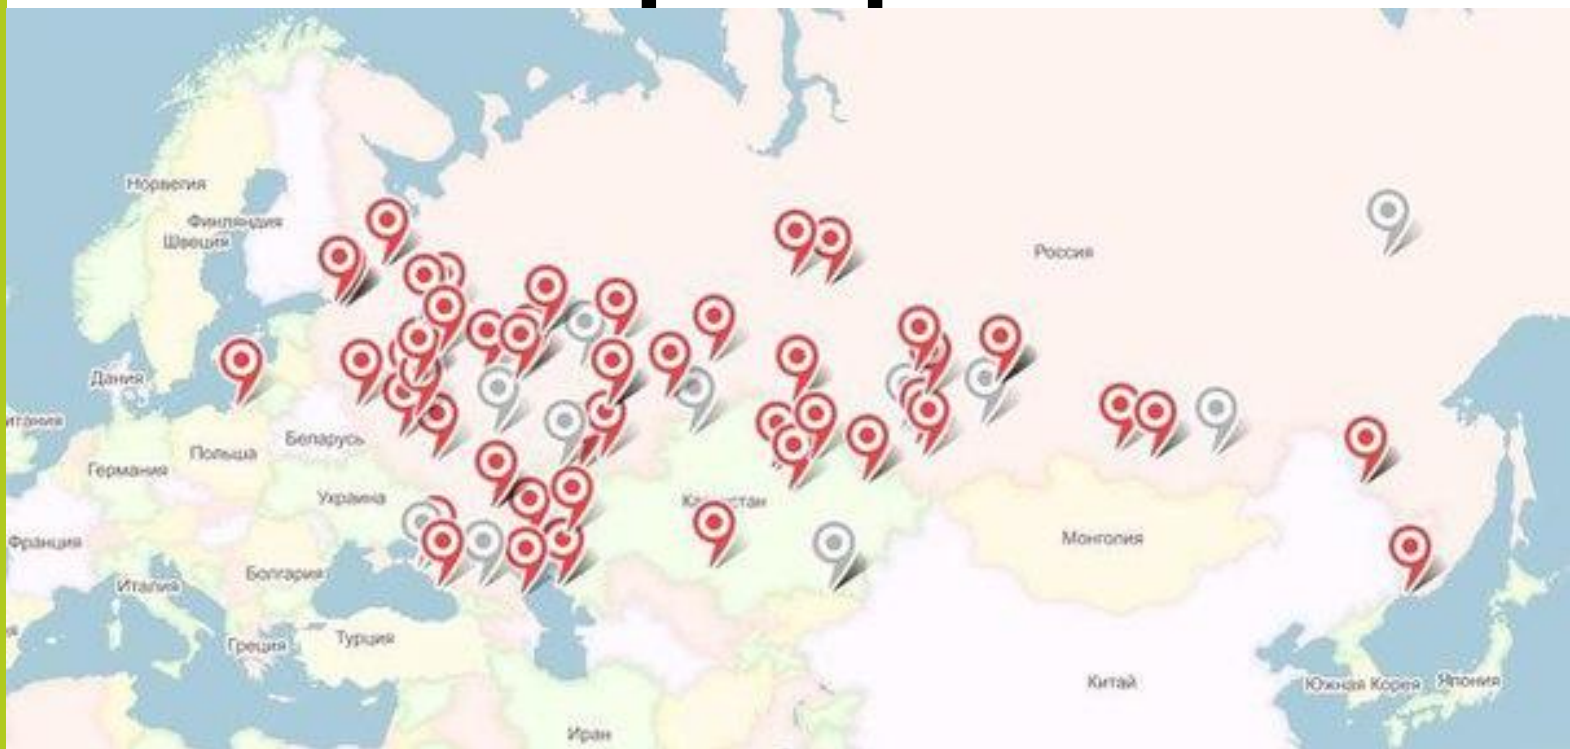 Норвегия
Финляндия
Швеция
Россия
Дания
Беларусь
Польша
Германия
Украина
Франция
Монголия
Болгария
Италия
Турция
Греция
Китай
Южная Корея
Япония
Иран